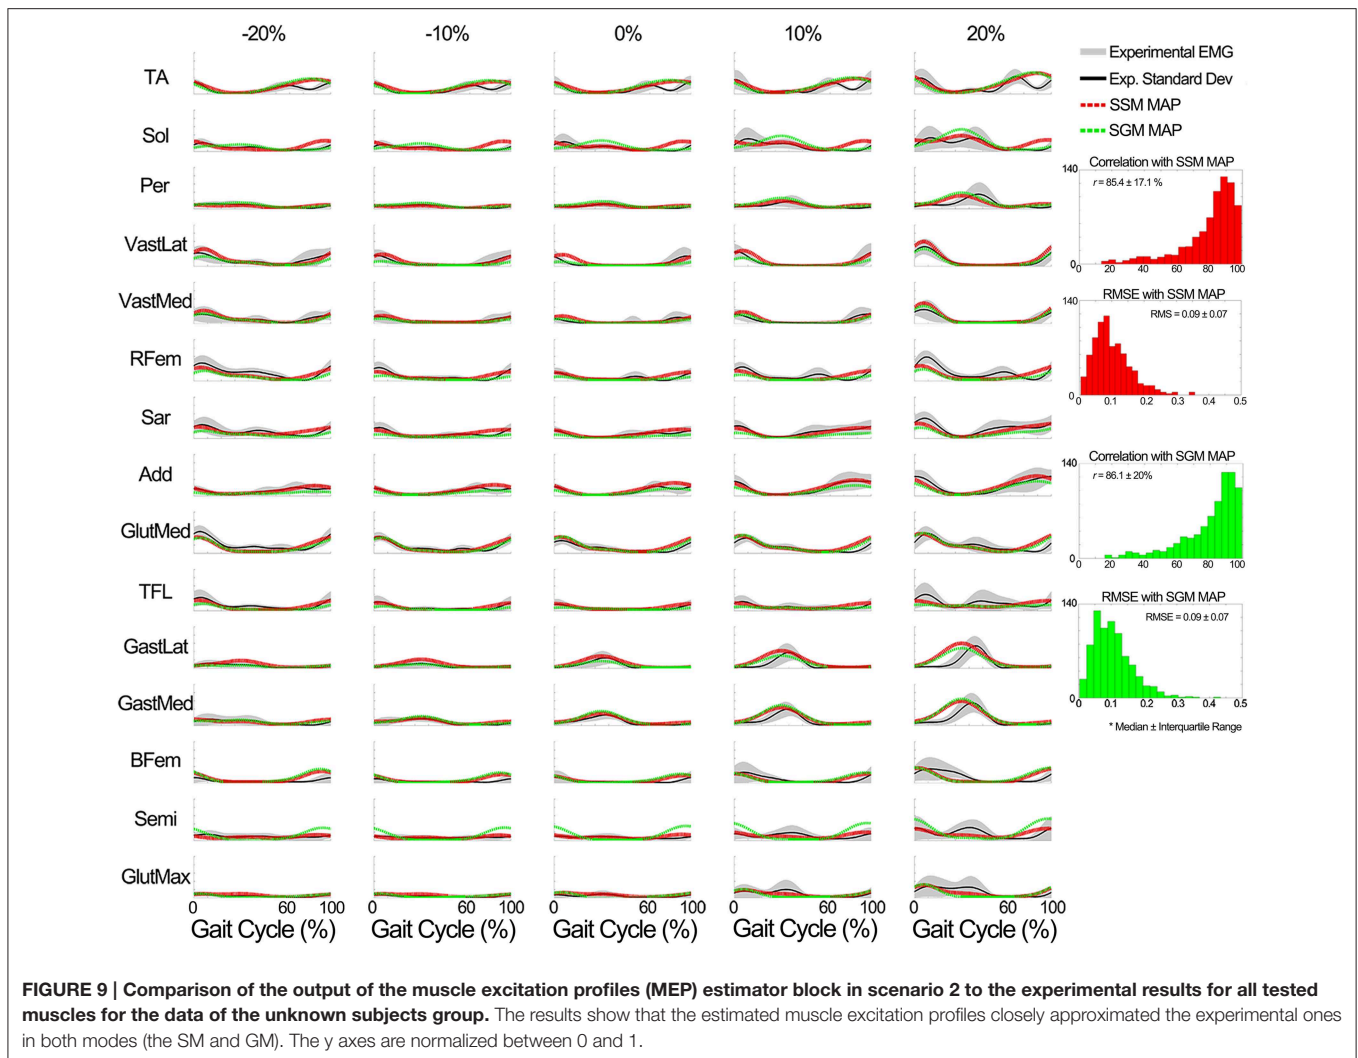 -20% -10% 0% 10% 20%
Experimental EMG
Exp. Standard Dev
SSM MAP
SGM MAP
TA
Sol
Per
VastLat
VastMed
RFem
Sar
Add
GlutMed
TFL
GastLat
GastMed
BFem
Semi
GlutMax
0 60 100 0 60 100 0 60 100 0 60 100 0 60 100
Gait Cycle (%) Gait Cycle (%) Gait Cycle (%) Gait Cycle (%) Gait Cycle (%)
Correlation with SSM MAP
140
r = 85.4 ± 17.1 %
0
0 20 40 60 80 100
RMSE with SSM MAP
140
RMS = 0.09 ± 0.07
0
0 0.1 0.2 0.3 0.4 0.5
Correlation with SGM MAP
140
r = 86.1 ± 20%
0
0 20 40 60 80 100
RMSE with SGM MAP
140
RMSE = 0.09 ± 0.07
0
0 0.1 0.2 0.3 0.4 0.5
* Median ± Interquartile Range
FIGURE 9 | Comparison of the output of the muscle excitation profiles (MEP) estimator block in scenario 2 to the experimental results for all tested
muscles for the data of the unknown subjects group. The results show that the estimated muscle excitation profiles closely approximated the experimental ones
in both modes (the SM and GM). The y axes are normalized between 0 and 1.